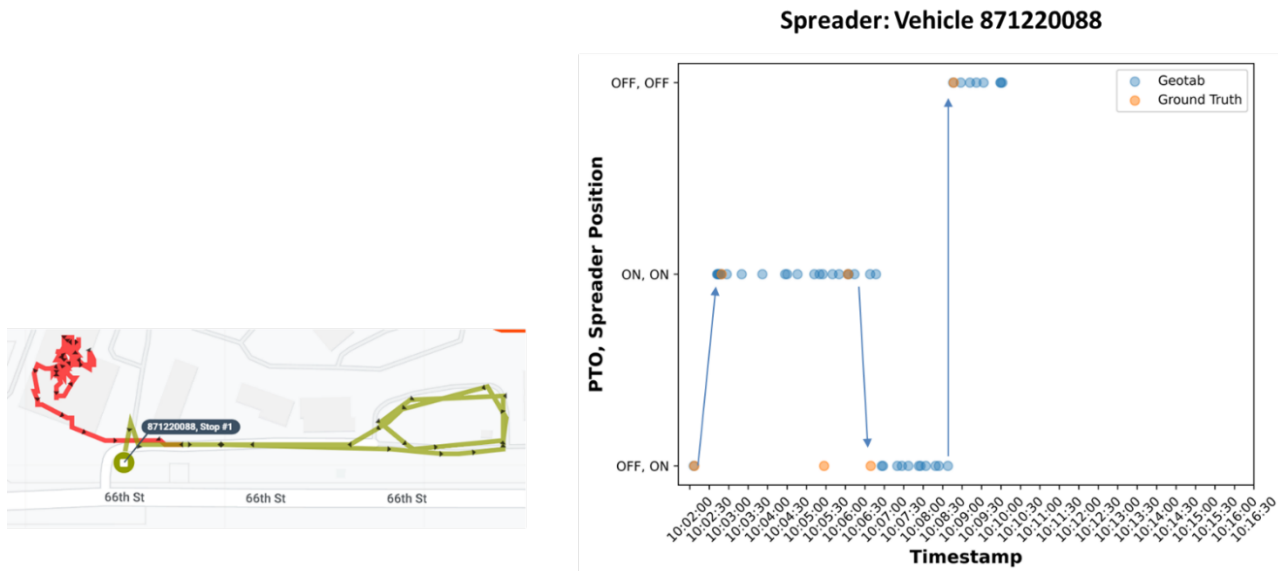 Spreader: Vehicle 871220088
871220088, Stop #1
66th St
66th St
66th St
PTO, Spreader Position
OFF, OFF
ON, ON
OFF, ON
Geotab
Ground Truth
10:02:00
10:02:30
10:03:00
10:03:30
10:04:00
10:04:30
10:05:00
10:05:30
10:06:00
10:06:30
10:07:00
10:07:30
10:08:00
10:08:30
10:09:00
10:09:30
10:10:00
10:10:30
10:11:00
10:11:30
10:12:00
10:12:30
10:13:00
10:13:30
10:14:00
10:14:30
10:15:00
10:15:30
10:16:00
10:16:30
Timestamp